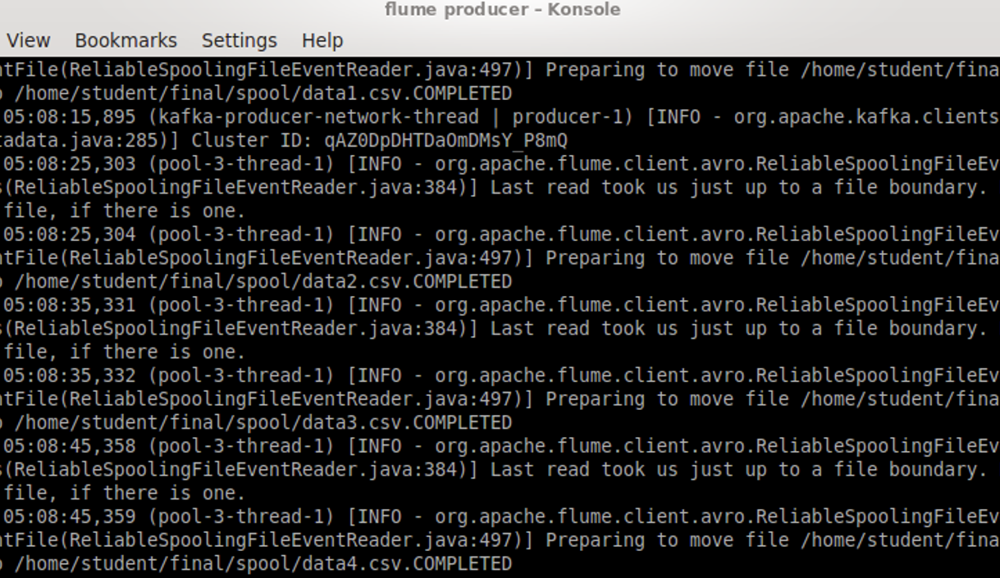 flume producer – Konsole
View Bookmarks Settings Help
ntFile(ReliableSpoolingFileEventReader.java:497)] Preparing to move file /home/student/fina
o /home/student/final/spool/data1.csv.COMPLETED
05:08:15,895 (kafka-producer-network-thread | producer-1) [INFO - org.apache.kafka.clients
tadata.java:285)] Cluster ID: qAZ0DpDHTDaOmDMsY_P8mQ
05:08:25,303 (pool-3-thread-1) [INFO - org.apache.flume.client.avro.ReliableSpoolingFileEv
s(ReliableSpoolingFileEventReader.java:384)] Last read took us just up to a file boundary.
file, if there is one.
05:08:25,304 (pool-3-thread-1) [INFO - org.apache.flume.client.avro.ReliableSpoolingFileEv
ntFile(ReliableSpoolingFileEventReader.java:497)] Preparing to move file /home/student/fina
o /home/student/final/spool/data2.csv.COMPLETED
05:08:35,331 (pool-3-thread-1) [INFO - org.apache.flume.client.avro.ReliableSpoolingFileEv
s(ReliableSpoolingFileEventReader.java:384)] Last read took us just up to a file boundary.
file, if there is one.
05:08:35,332 (pool-3-thread-1) [INFO - org.apache.flume.client.avro.ReliableSpoolingFileEv
ntFile(ReliableSpoolingFileEventReader.java:497)] Preparing to move file /home/student/fina
o /home/student/final/spool/data3.csv.COMPLETED
05:08:45,358 (pool-3-thread-1) [INFO - org.apache.flume.client.avro.ReliableSpoolingFileEv
s(ReliableSpoolingFileEventReader.java:384)] Last read took us just up to a file boundary.
file, if there is one.
05:08:45,359 (pool-3-thread-1) [INFO - org.apache.flume.client.avro.ReliableSpoolingFileEv
ntFile(ReliableSpoolingFileEventReader.java:497)] Preparing to move file /home/student/fina
o /home/student/final/spool/data4.csv.COMPLETED